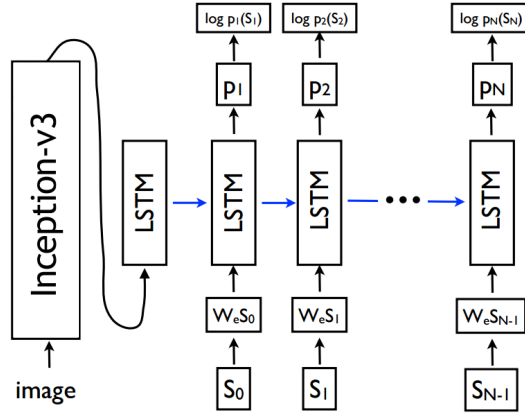 log p₁(S₁)
log p₂(S₂)
log pN(SN)
p₁
p₂
pN
Inception-v3
LSTM
LSTM
LSTM
LSTM
WₑS₀
WₑS₁
WₑSN-1
image
S₀
S₁
SN-1